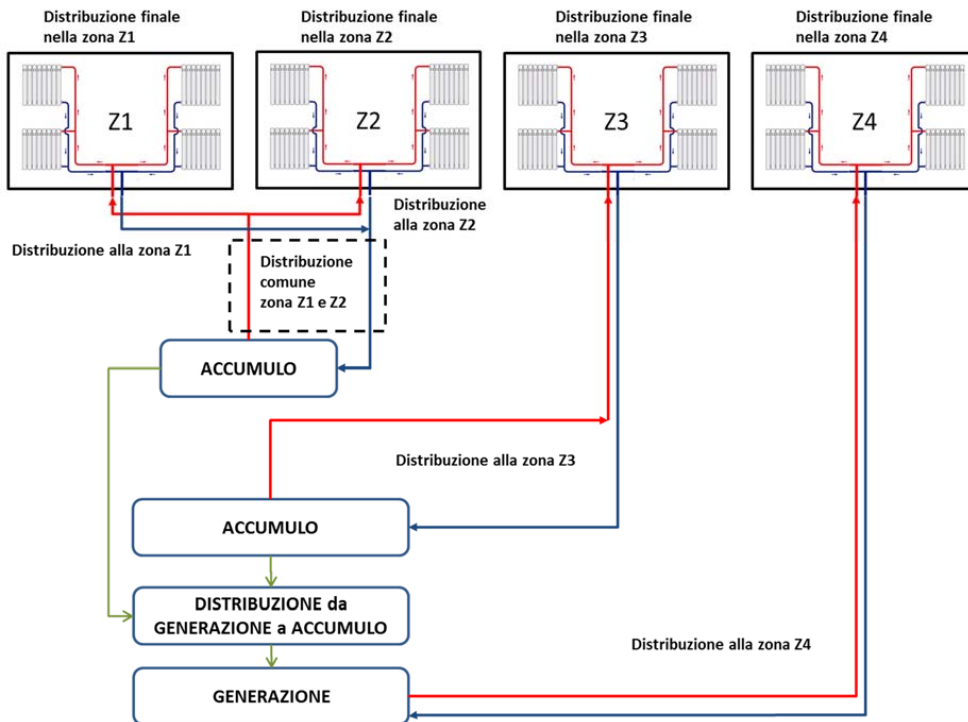 Distribuzione finale
nella zona Z1
Distribuzione finale
nella zona Z2
Distribuzione finale
nella zona Z3
Distribuzione finale
nella zona Z4
Z1
Z2
Z3
Z4
Distribuzione alla zona Z1
Distribuzione
alla zona Z2
Distribuzione
comune
zona Z1 e Z2
ACCUMULO
Distribuzione alla zona Z3
ACCUMULO
DISTRIBUZIONE da
GENERAZIONE a ACCUMULO
Distribuzione alla zona Z4
GENERAZIONE